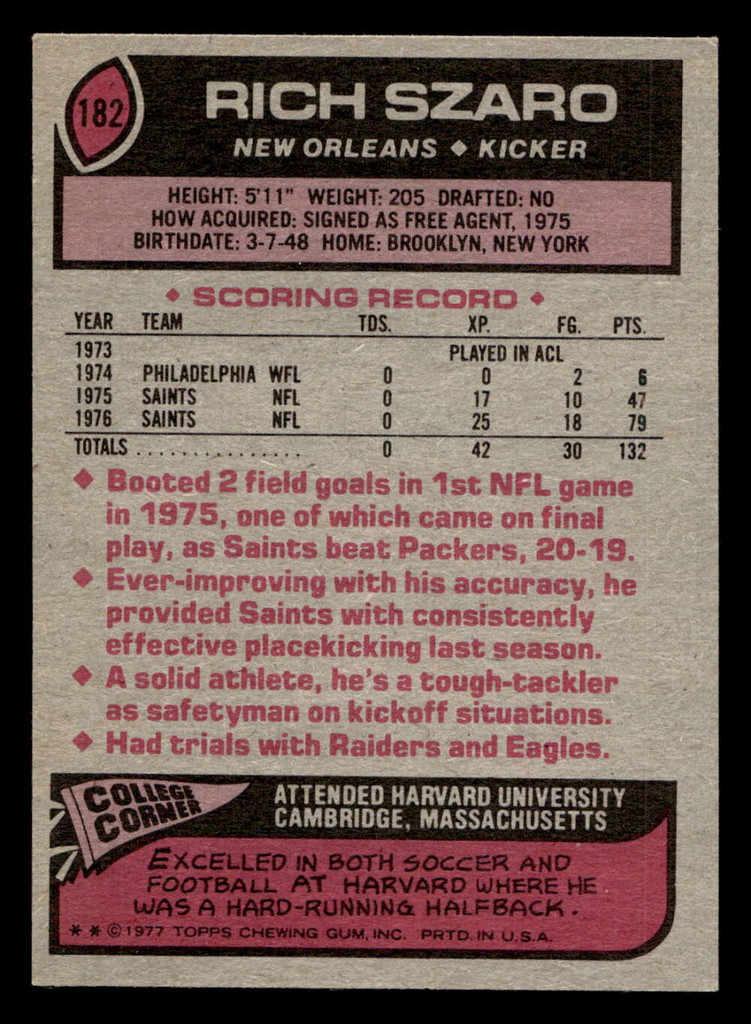 182
RICH SZARO
NEW ORLEANS ♦ KICKER
HEIGHT: 5'11" WEIGHT: 205 DRAFTED: NO
HOW ACQUIRED: SIGNED AS FREE AGENT, 1975
BIRTHDATE: 3-7-48 HOME: BROOKLYN, NEW YORK
♦ SCORING RECORD ♦
YEAR TEAM TDS. XP. FG. PTS.
1973 PLAYED IN ACL
1974 PHILADELPHIA WFL 0 0 2 6
1975 SAINTS NFL 0 17 10 47
1976 SAINTS NFL 0 25 18 79
TOTALS ............... 0 42 30 132
♦ Booted 2 field goals in 1st NFL game
in 1975, one of which came on final
play, as Saints beat Packers, 20-19.
♦ Ever-improving with his accuracy, he
provided Saints with consistently
effective placekicking last season.
♦ A solid athlete, he's a tough-tackler
as safetyman on kickoff situations.
♦ Had trials with Raiders and Eagles.
COLLEGE
CORNER
ATTENDED HARVARD UNIVERSITY
CAMBRIDGE, MASSACHUSETTS
EXCELLED IN BOTH SOCCER AND
FOOTBALL AT HARVARD WHERE HE
WAS A HARD-RUNNING HALFBACK.
* * © 1977 TOPPS CHEWING GUM, INC. PRTD. IN U.S.A.